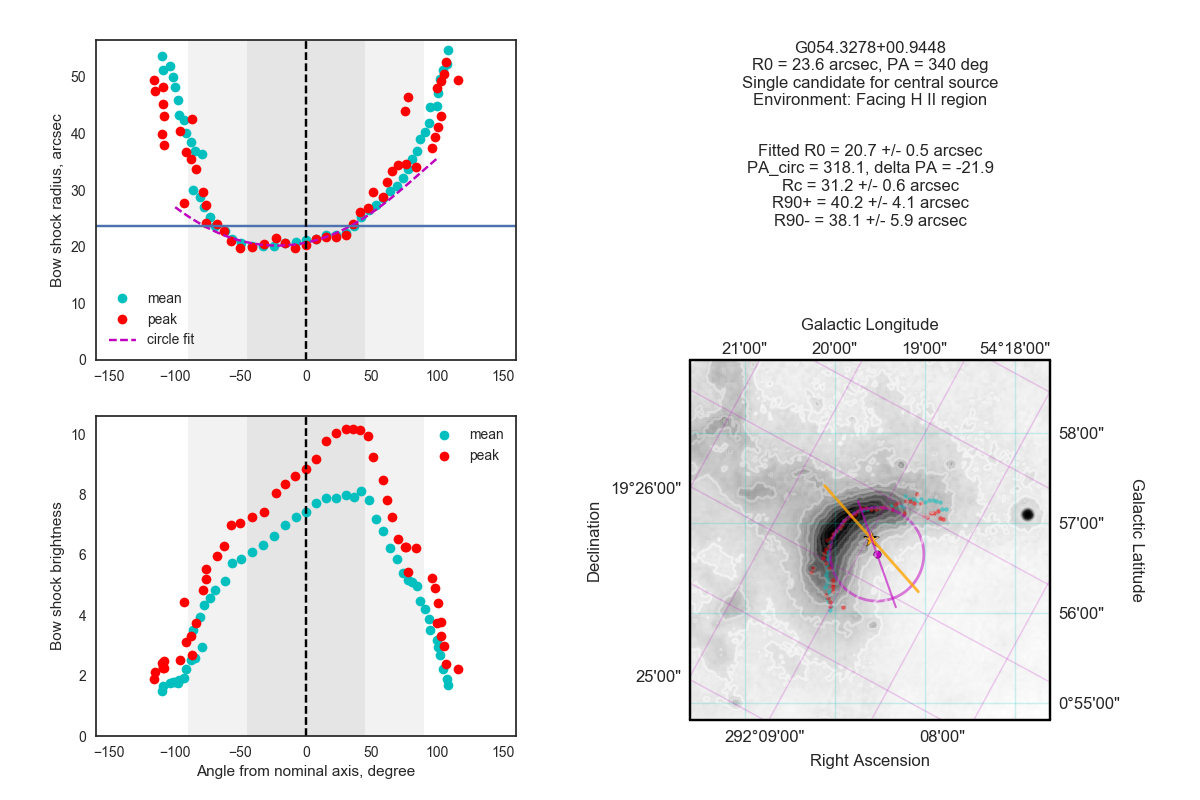 50
40
30
20
10
0
Bow shock radius, arcsec
mean
peak
circle fit
−150 −100 −50 0 50 100 150
10
8
6
4
2
0
Bow shock brightness
mean
peak
−150 −100 −50 0 50 100 150
Angle from nominal axis, degree
G054.3278+00.9448
R0 = 23.6 arcsec, PA = 340 deg
Single candidate for central source
Environment: Facing H II region
Fitted R0 = 20.7 +/- 0.5 arcsec
PA_circ = 318.1, delta PA = -21.9
Rc = 31.2 +/- 0.6 arcsec
R90+ = 40.2 +/- 4.1 arcsec
R90- = 38.1 +/- 5.9 arcsec
Galactic Longitude
21'00" 20'00" 19'00" 54°18'00"
58'00"
57'00"
56'00"
0°55'00"
Galactic Latitude
19°26'00"
25'00"
Declination
292°09'00" 08'00"
Right Ascension